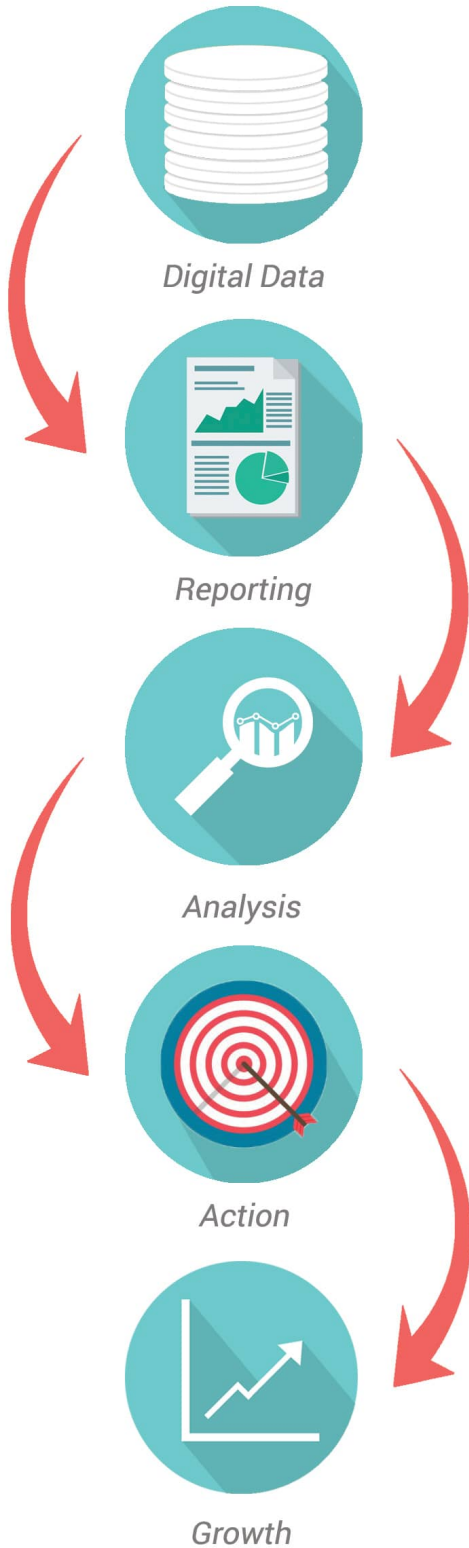 Digital Data
Reporting
Analysis
Action
Growth